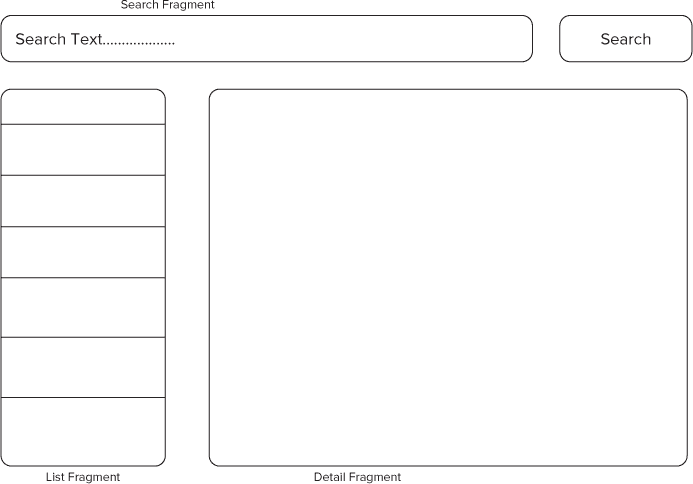 Search Fragment
Search Text...................
Search
List Fragment
Detail Fragment